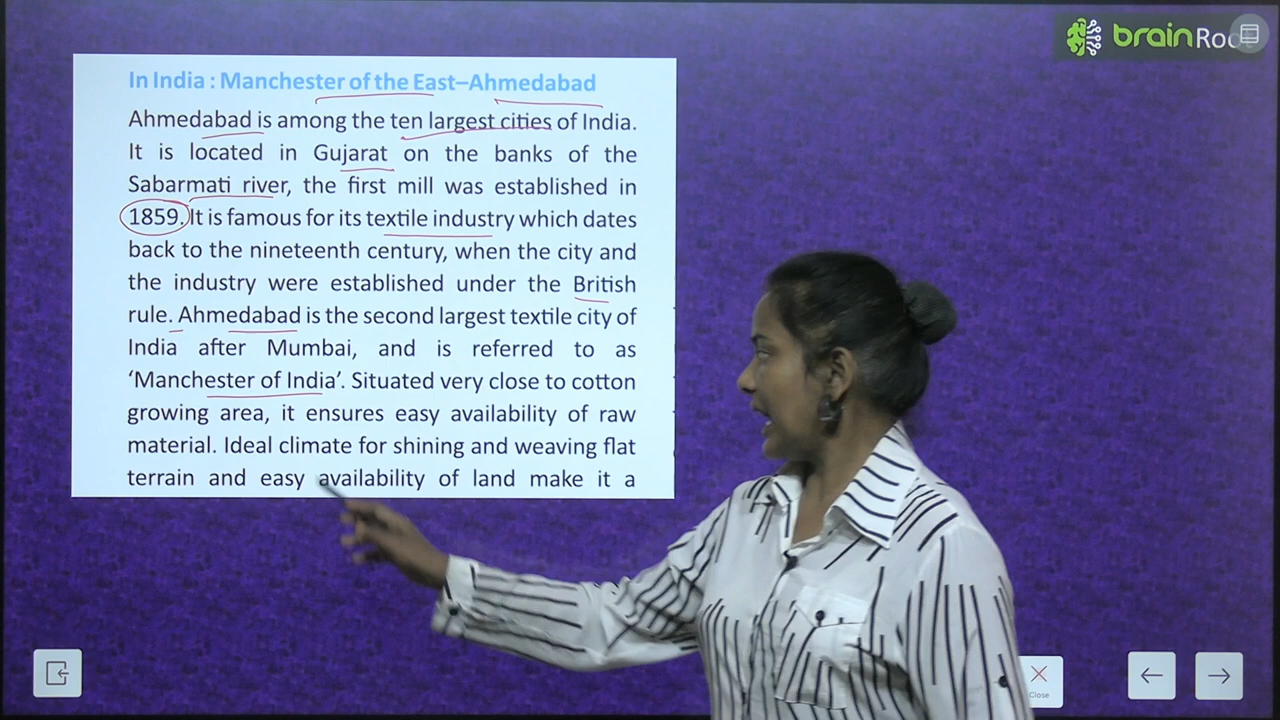 brainRoo
In India : Manchester of the East–Ahmedabad
Ahmedabad is among the ten largest cities of India.
It is located in Gujarat on the banks of the
Sabarmati river, the first mill was established in
1859. It is famous for its textile industry which dates
back to the nineteenth century, when the city and
the industry were established under the British
rule. Ahmedabad is the second largest textile city of
India after Mumbai, and is referred to as
‘Manchester of India’. Situated very close to cotton
growing area, it ensures easy availability of raw
material. Ideal climate for shining and weaving flat
terrain and easy availability of land make it a
Close